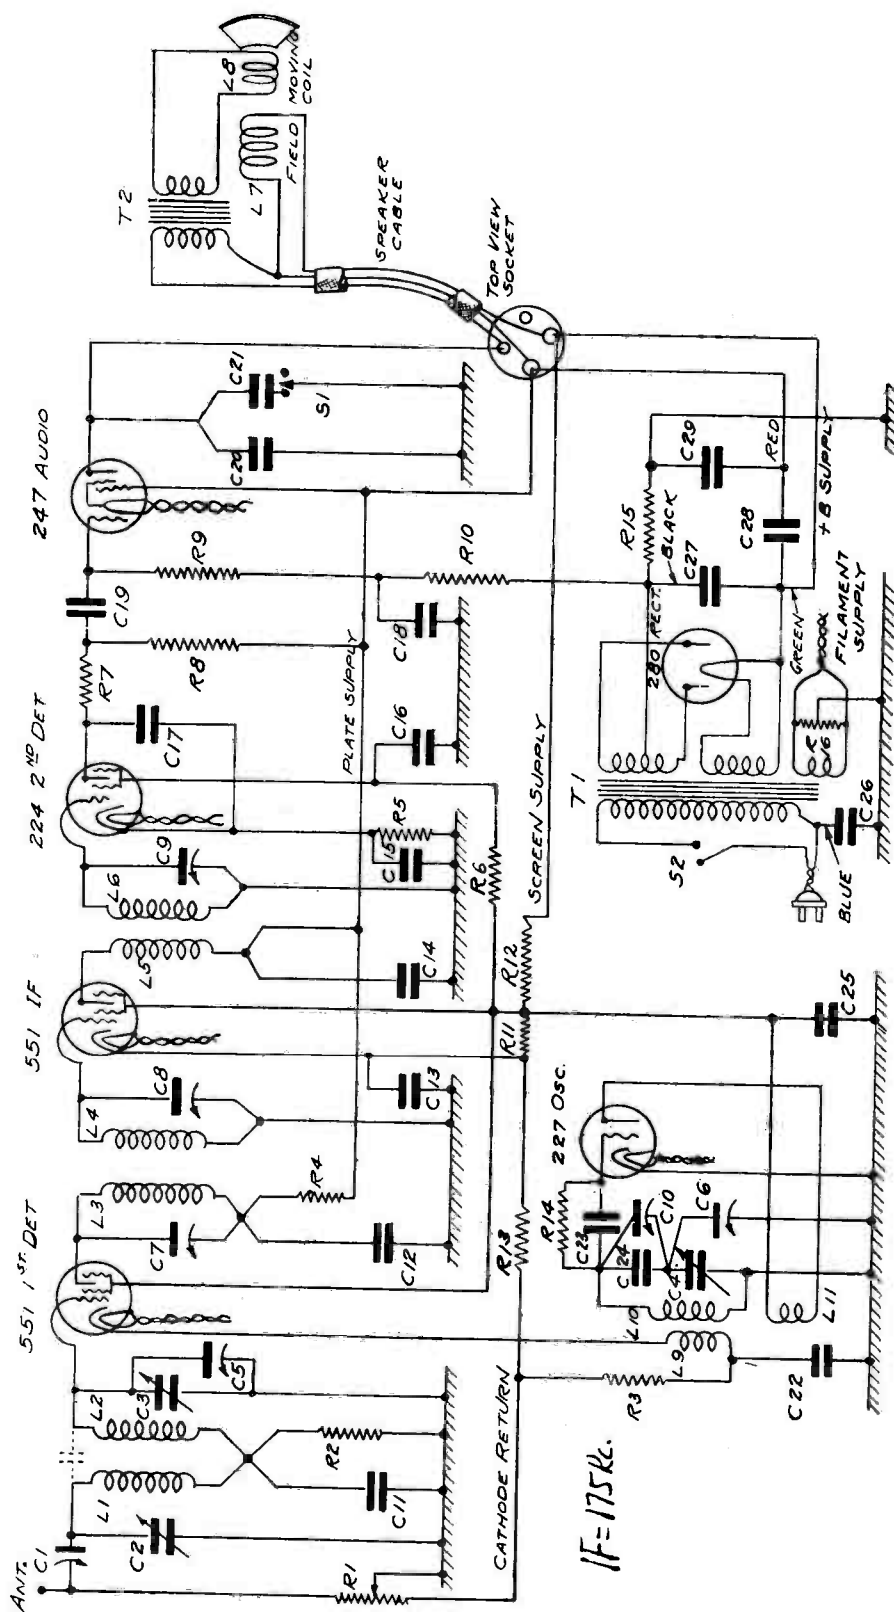 ANT.
C1
L1
L2
C2
C3
C5
R1
C11
R2
CATHODE RETURN
551 1ST. DET
L3
C7
R4
C12
L4
C8
551 IF
C13
L5
C14
L6
C9
224 2ND DET
C15
R5
R6
C17
C16
R7
R8
PLATE SUPPLY
C19
R9
C18
R10
247 AUDIO
C20
C21
S1
T2
L8
MOVING
COIL
L7
FIELD
SPEAKER
CABLE
TOP VIEW
SOCKET
IF=175KC.
R3
L9
C22
R13
R11
R12
SCREEN SUPPLY
227 OSC.
R14
C23
C24
C10
C4
C6
L10
L11
C25
T1
S2
BLUE
C26
280 RECT.
R15
BLACK
C27
C28
C29
RED
+B SUPPLY
GREEN
FILAMENT
SUPPLY
R
16